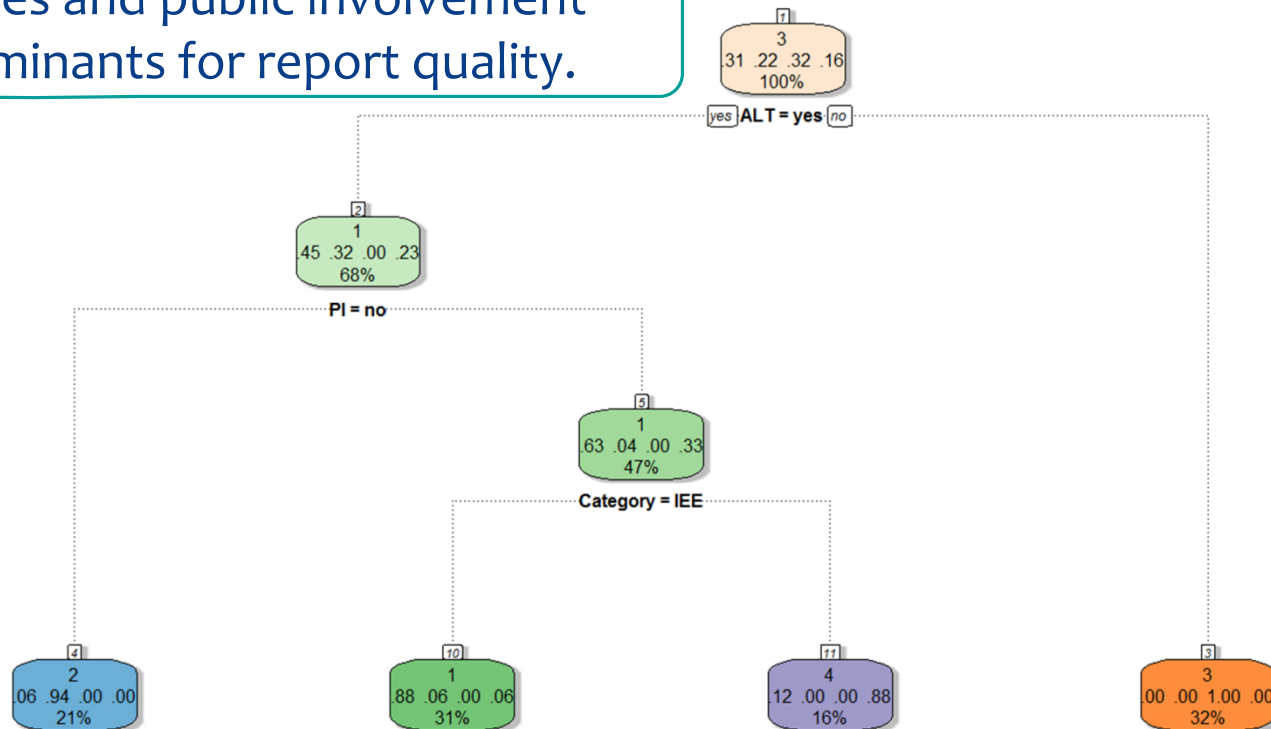 and public involvement
for report quality.
1
3
.31 .22 .32 .16
100%
yes ALT = yes no
2
1
.45 .32 .00 .23
68%
PI = no
5
1
.63 .04 .00 .33
47%
Category = IEE
4
2
.06 .94 .00 .00
21%
10
1
.88 .06 .00 .06
31%
11
4
.12 .00 .00 .88
16%
3
3
.00 .00 1.00 .00
32%